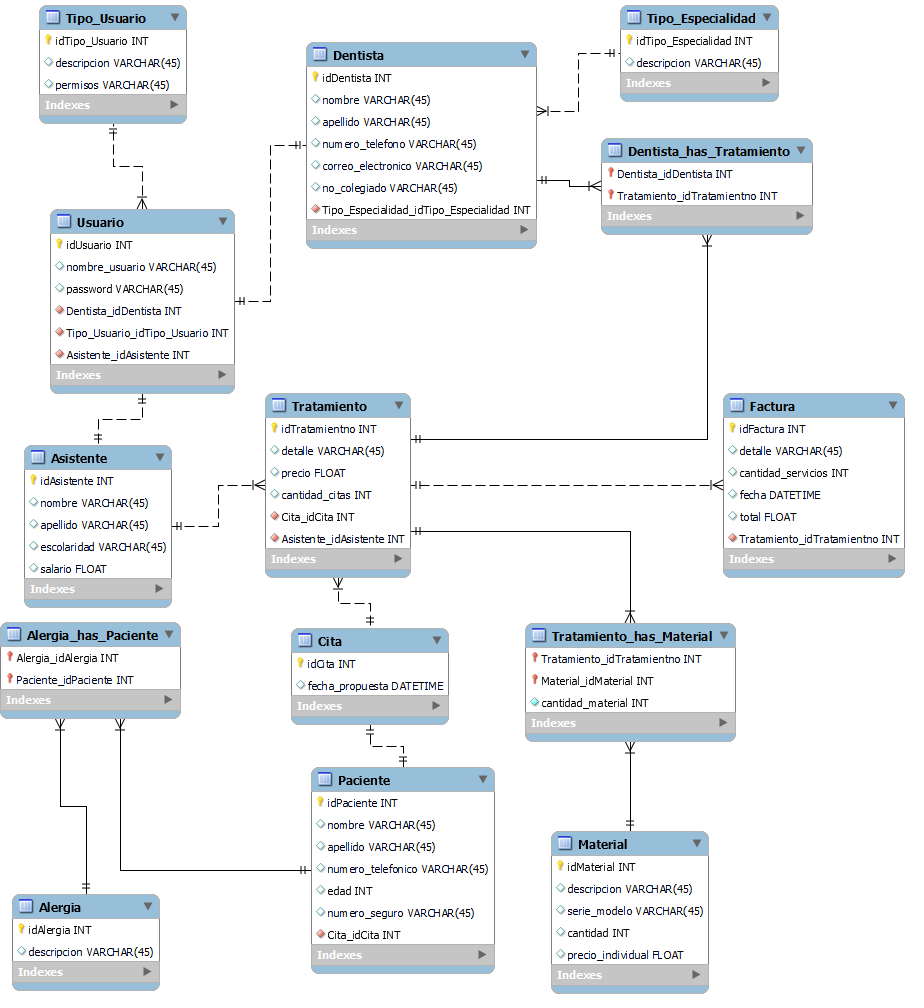 Tipo_Usuario
idTipo_Usuario INT
descripcion VARCHAR(45)
permisos VARCHAR(45)
Indexes
Dentista
idDentista INT
nombre VARCHAR(45)
apellido VARCHAR(45)
numero_telefono VARCHAR(45)
correo_electronico VARCHAR(45)
no_colegiado VARCHAR(45)
Tipo_Especialidad_idTipo_Especialidad INT
Indexes
Tipo_Especialidad
idTipo_Especialidad INT
descripcion VARCHAR(45)
Indexes
Dentista_has_Tratamiento
Dentista_idDentista INT
Tratamiento_idTratamientno INT
Indexes
Usuario
idUsuario INT
nombre_usuario VARCHAR(45)
password VARCHAR(45)
Dentista_idDentista INT
Tipo_Usuario_idTipo_Usuario INT
Asistente_idAsistente INT
Indexes
Tratamiento
idTratamientno INT
detalle VARCHAR(45)
precio FLOAT
cantidad_citas INT
Cita_idCita INT
Asistente_idAsistente INT
Indexes
Factura
idFactura INT
detalle VARCHAR(45)
cantidad_servicios INT
fecha DATETIME
total FLOAT
Tratamiento_idTratamientno INT
Indexes
Asistente
idAsistente INT
nombre VARCHAR(45)
apellido VARCHAR(45)
escolaridad VARCHAR(45)
salario FLOAT
Indexes
Alergia_has_Paciente
Alergia_idAlergia INT
Paciente_idPaciente INT
Indexes
Cita
idCita INT
fecha_propuesta DATETIME
Indexes
Tratamiento_has_Material
Tratamiento_idTratamientno INT
Material_idMaterial INT
cantidad_material INT
Indexes
Paciente
idPaciente INT
nombre VARCHAR(45)
apellido VARCHAR(45)
numero_telefonico VARCHAR(45)
edad INT
numero_seguro VARCHAR(45)
Cita_idCita INT
Indexes
Material
idMaterial INT
descripcion VARCHAR(45)
serie_modelo VARCHAR(45)
cantidad INT
precio_individual FLOAT
Indexes
Alergia
idAlergia INT
descripcion VARCHAR(45)
Indexes